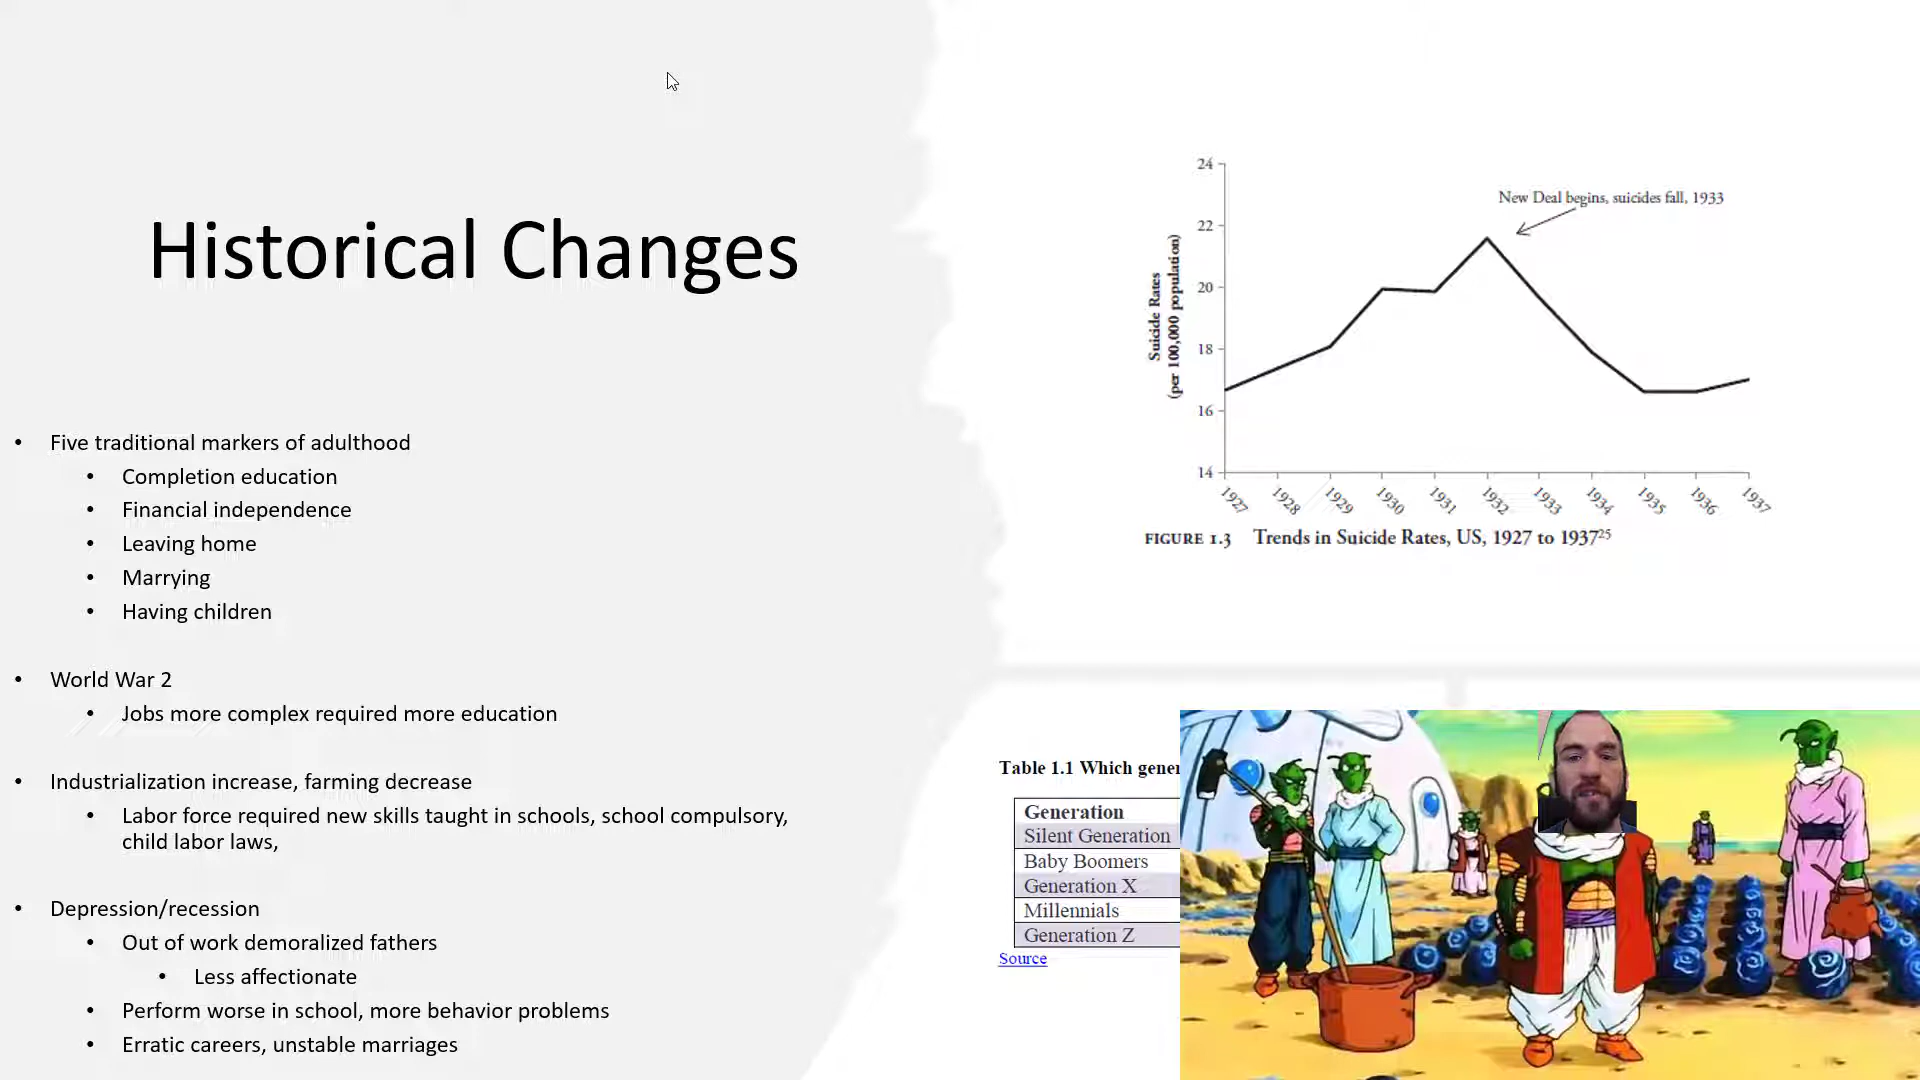 Historical Changes
• Five traditional markers of adulthood
• Completion education
• Financial independence
• Leaving home
• Marrying
• Having children
• World War 2
• Jobs more complex required more education
• Industrialization increase, farming decrease
• Labor force required new skills taught in schools, school compulsory,
child labor laws,
• Depression/recession
• Out of work demoralized fathers
• Less affectionate
• Perform worse in school, more behavior problems
• Erratic careers, unstable marriages
Suicide Rates
(per 100,000 population)
24
22
20
18
16
14
New Deal begins, suicides fall, 1933
1927 1928 1929 1930 1931 1932 1933 1934 1935 1936 1937
FIGURE 1.3 Trends in Suicide Rates, US, 1927 to 1937²⁵
Table 1.1 Which gener
Generation
Silent Generation
Baby Boomers
Generation X
Millennials
Generation Z
Source